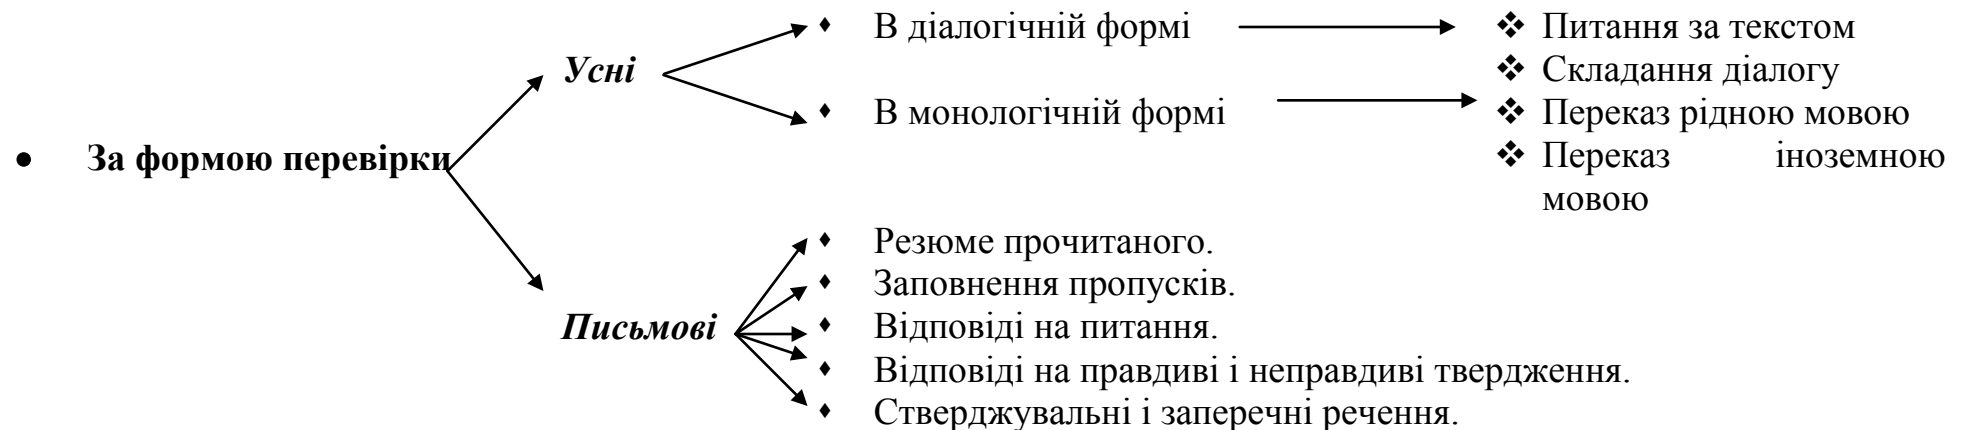 В діалогічній формі
Питання за текстом
Усні
Складання діалогу
В монологічній формі
Переказ рідною мовою
За формою перевірки
Переказ іноземною
мовою
Резюме прочитаного.
Заповнення пропусків.
Письмові
Відповіді на питання.
Відповіді на правдиві і неправдиві твердження.
Стверджувальні і заперечні речення.